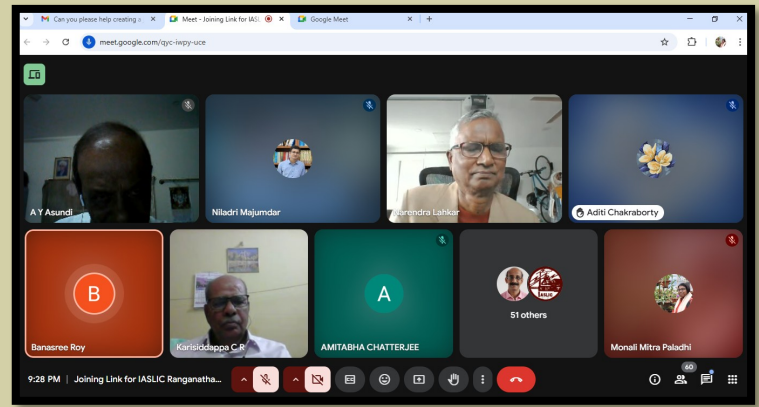 Can you please help creating a
Meet - Joining Link for IASL
Google Meet
meet.google.com/qyc-iwpy-uce
A Y Asundi
Niladri Majumdar
Narendra Lahkar
Aditi Chakraborty
B
Banasree Roy
Karisiddappa C R
A
AMITABHA CHATTERJEE
IASLIC
51 others
Monali Mitra Paladhi
9:28 PM | Joining Link for IASLIC Ranganatha...
60